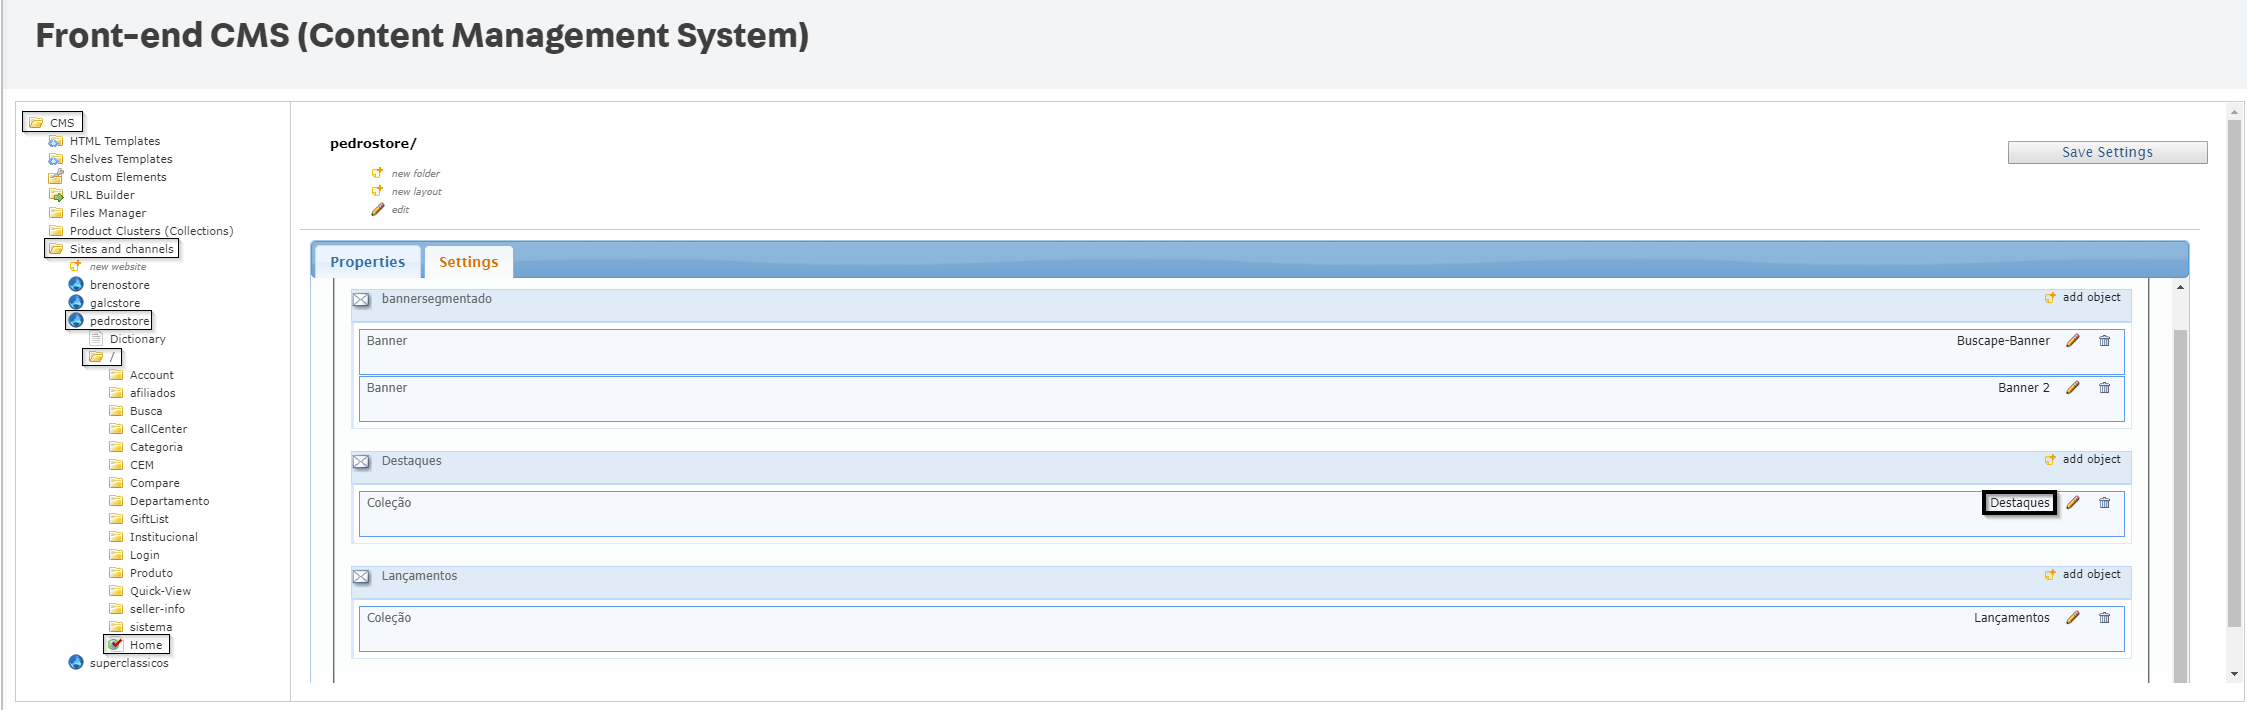 Front-end CMS (Content Management System)
CMS
HTML Templates
Shelves Templates
Custom Elements
URL Builder
Files Manager
Product Clusters (Collections)
Sites and channels
new website
brenostore
galcstore
pedrostore
Dictionary
/
Account
afiliados
Busca
CallCenter
Categoria
CEM
Compare
Departamento
GiftList
Institucional
Login
Produto
Quick-View
seller-info
sistema
Home
superclassicos
pedrostore/
new folder
new layout
edit
Save Settings
Properties Settings
bannersegmentado add object
Banner Buscape-Banner
Banner Banner 2
Destaques add object
Coleção Destaques
Lançamentos add object
Coleção Lançamentos